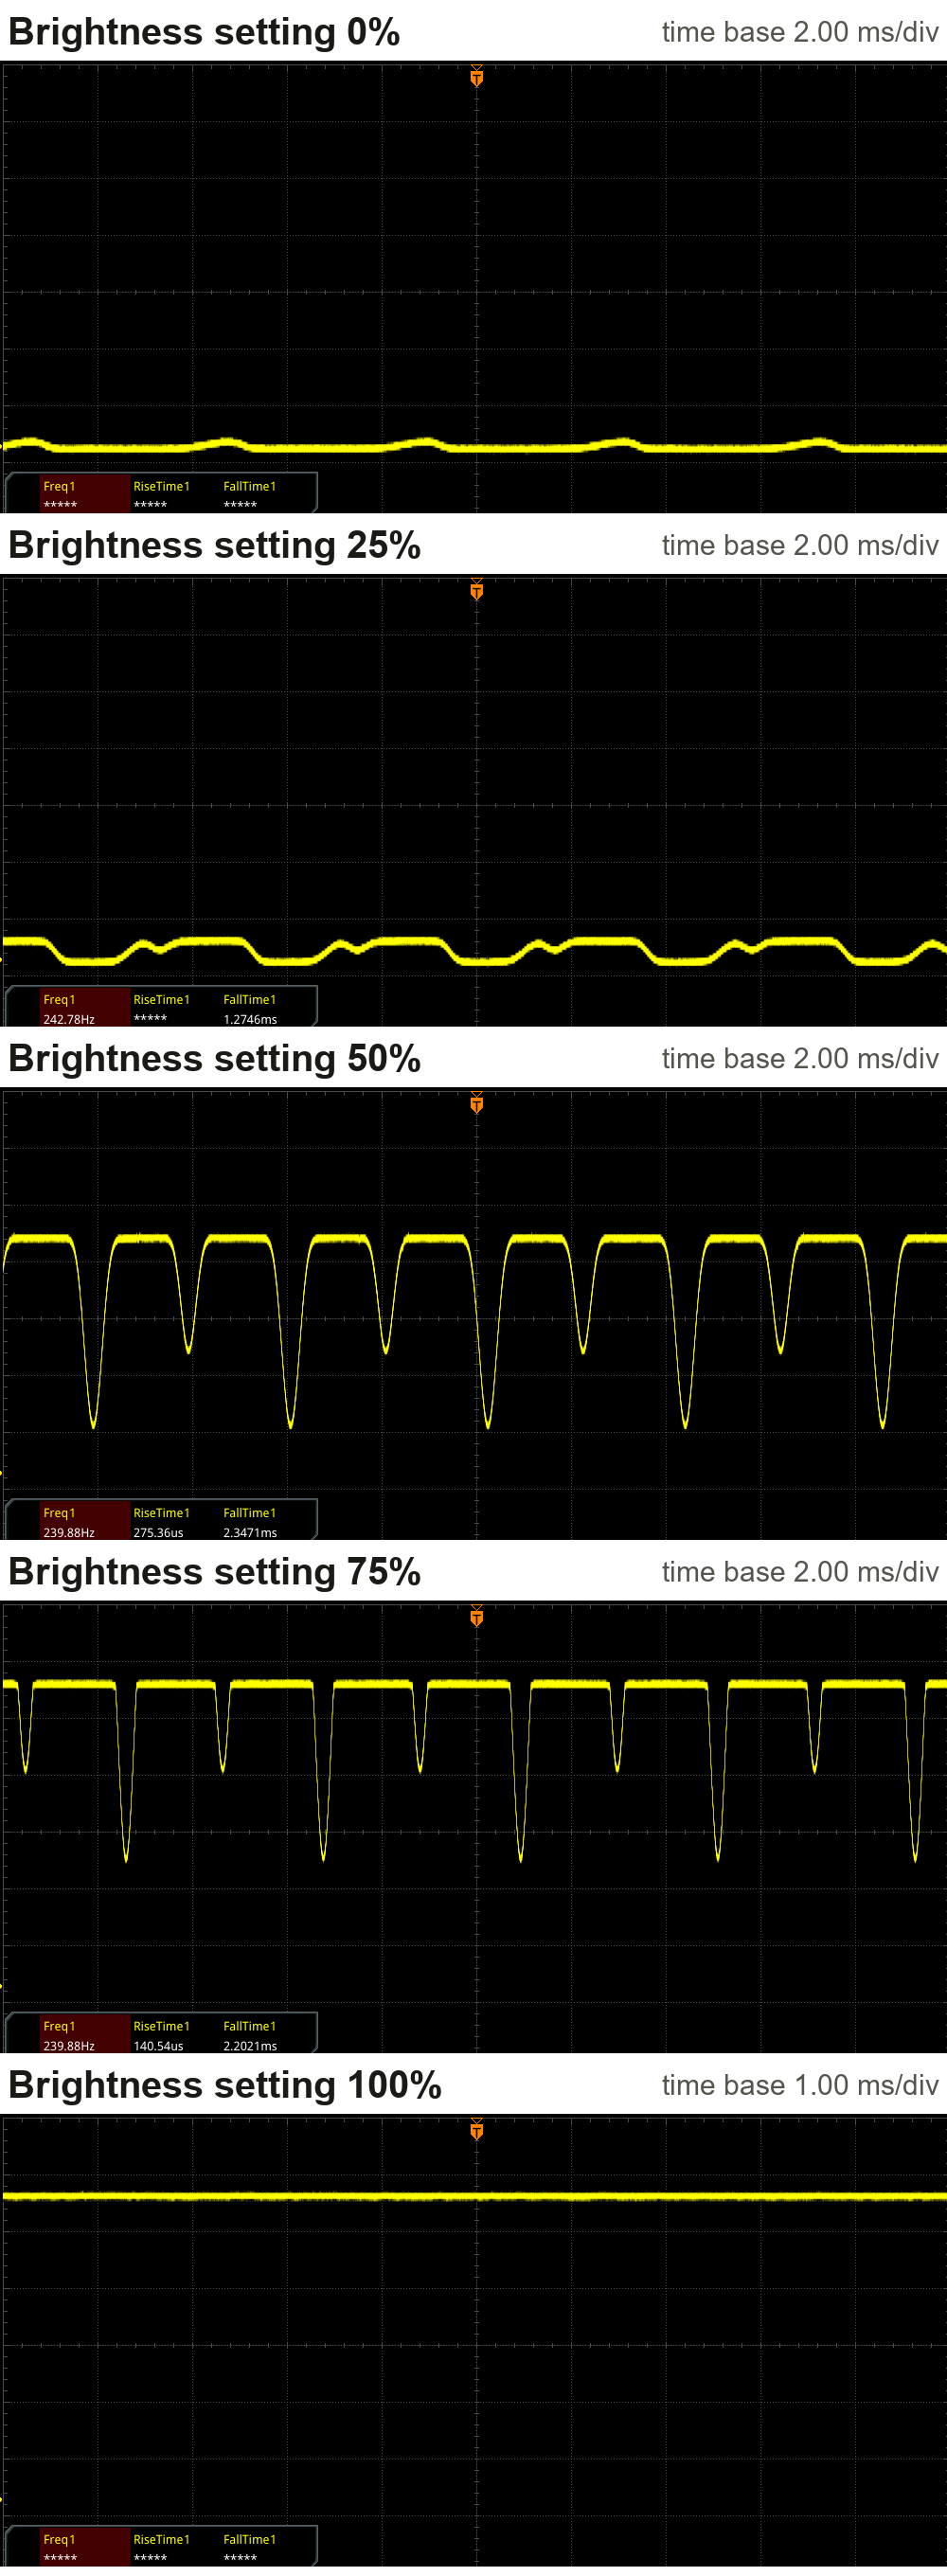 Brightness setting 0% time base 2.00 ms/div
T
Freq1 RiseTime1 FallTime1
***** ***** *****
Brightness setting 25% time base 2.00 ms/div
T
Freq1 RiseTime1 FallTime1
242.78Hz ***** 1.2746ms
Brightness setting 50% time base 2.00 ms/div
T
Freq1 RiseTime1 FallTime1
239.88Hz 275.36us 2.3471ms
Brightness setting 75% time base 2.00 ms/div
T
Freq1 RiseTime1 FallTime1
239.88Hz 140.54us 2.2021ms
Brightness setting 100% time base 1.00 ms/div
T
Freq1 RiseTime1 FallTime1
***** ***** *****